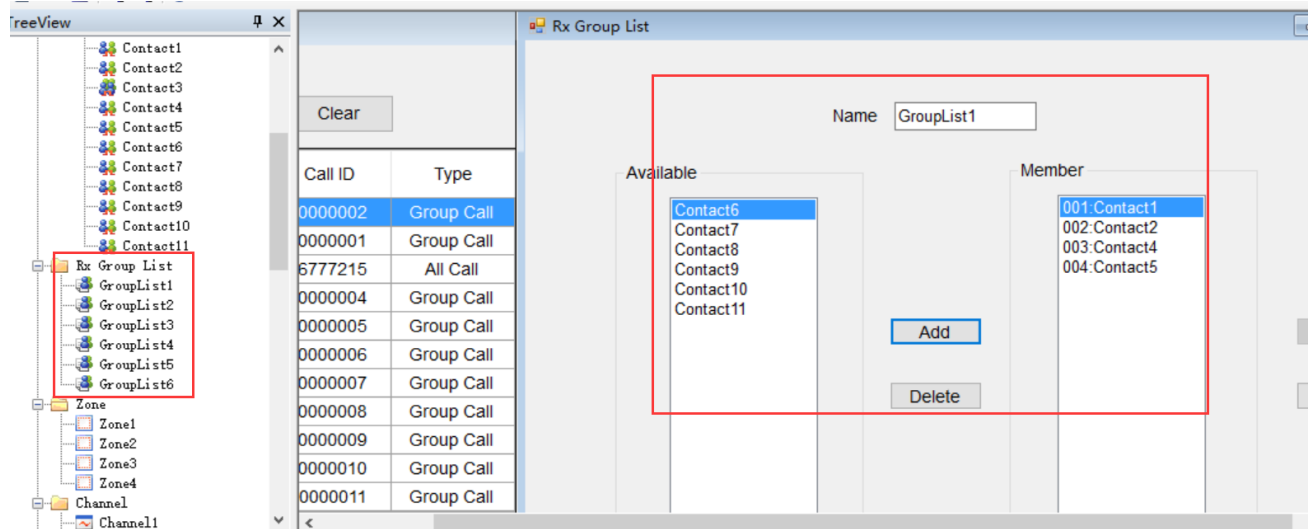 TreeView
Contact1
Contact2
Contact3
Contact4
Contact5
Contact6
Contact7
Contact8
Contact9
Contact10
Contact11
Rx Group List
GroupList1
GroupList2
GroupList3
GroupList4
GroupList5
GroupList6
Zone
Zone1
Zone2
Zone3
Zone4
Channel
Channel1
Clear
Call ID Type
0000002 Group Call
0000001 Group Call
6777215 All Call
0000004 Group Call
0000005 Group Call
0000006 Group Call
0000007 Group Call
0000008 Group Call
0000009 Group Call
0000010 Group Call
0000011 Group Call
Rx Group List
Name GroupList1
Available
Contact6
Contact7
Contact8
Contact9
Contact10
Contact11
Add
Delete
Member
001:Contact1
002:Contact2
003:Contact4
004:Contact5